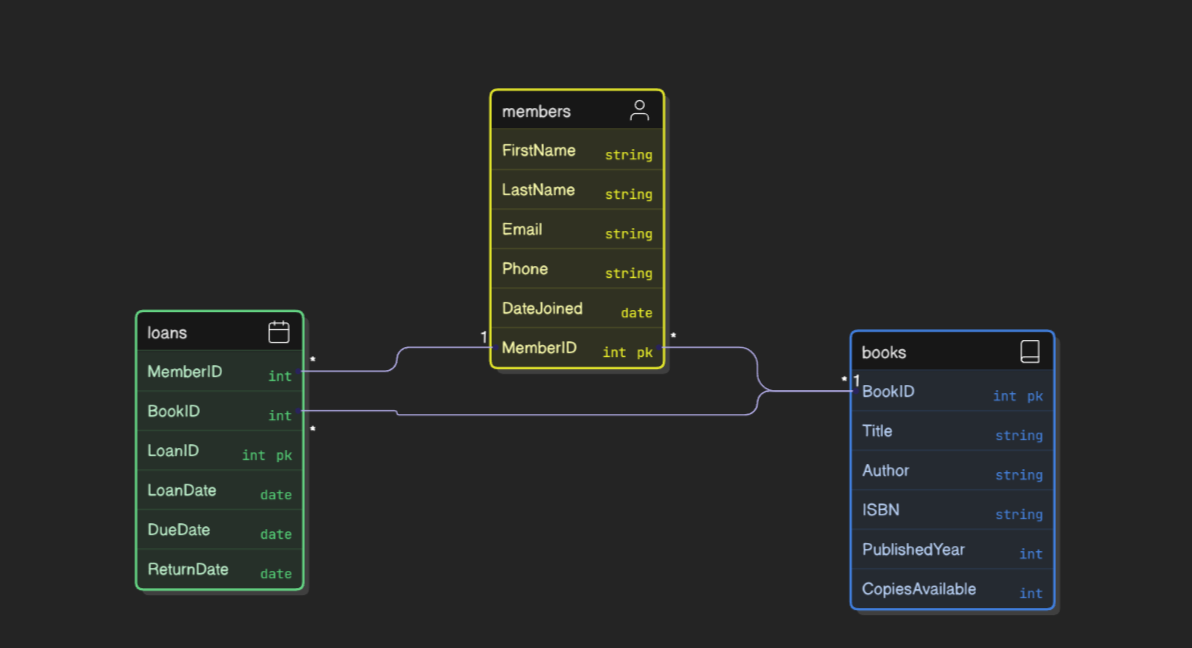 members
FirstName string
LastName string
Email string
Phone string
DateJoined date
1 MemberID int pk *
loans
MemberID int *
BookID int *
LoanID int pk
LoanDate date
DueDate date
ReturnDate date
books
* 1 BookID int pk
Title string
Author string
ISBN string
PublishedYear int
CopiesAvailable int